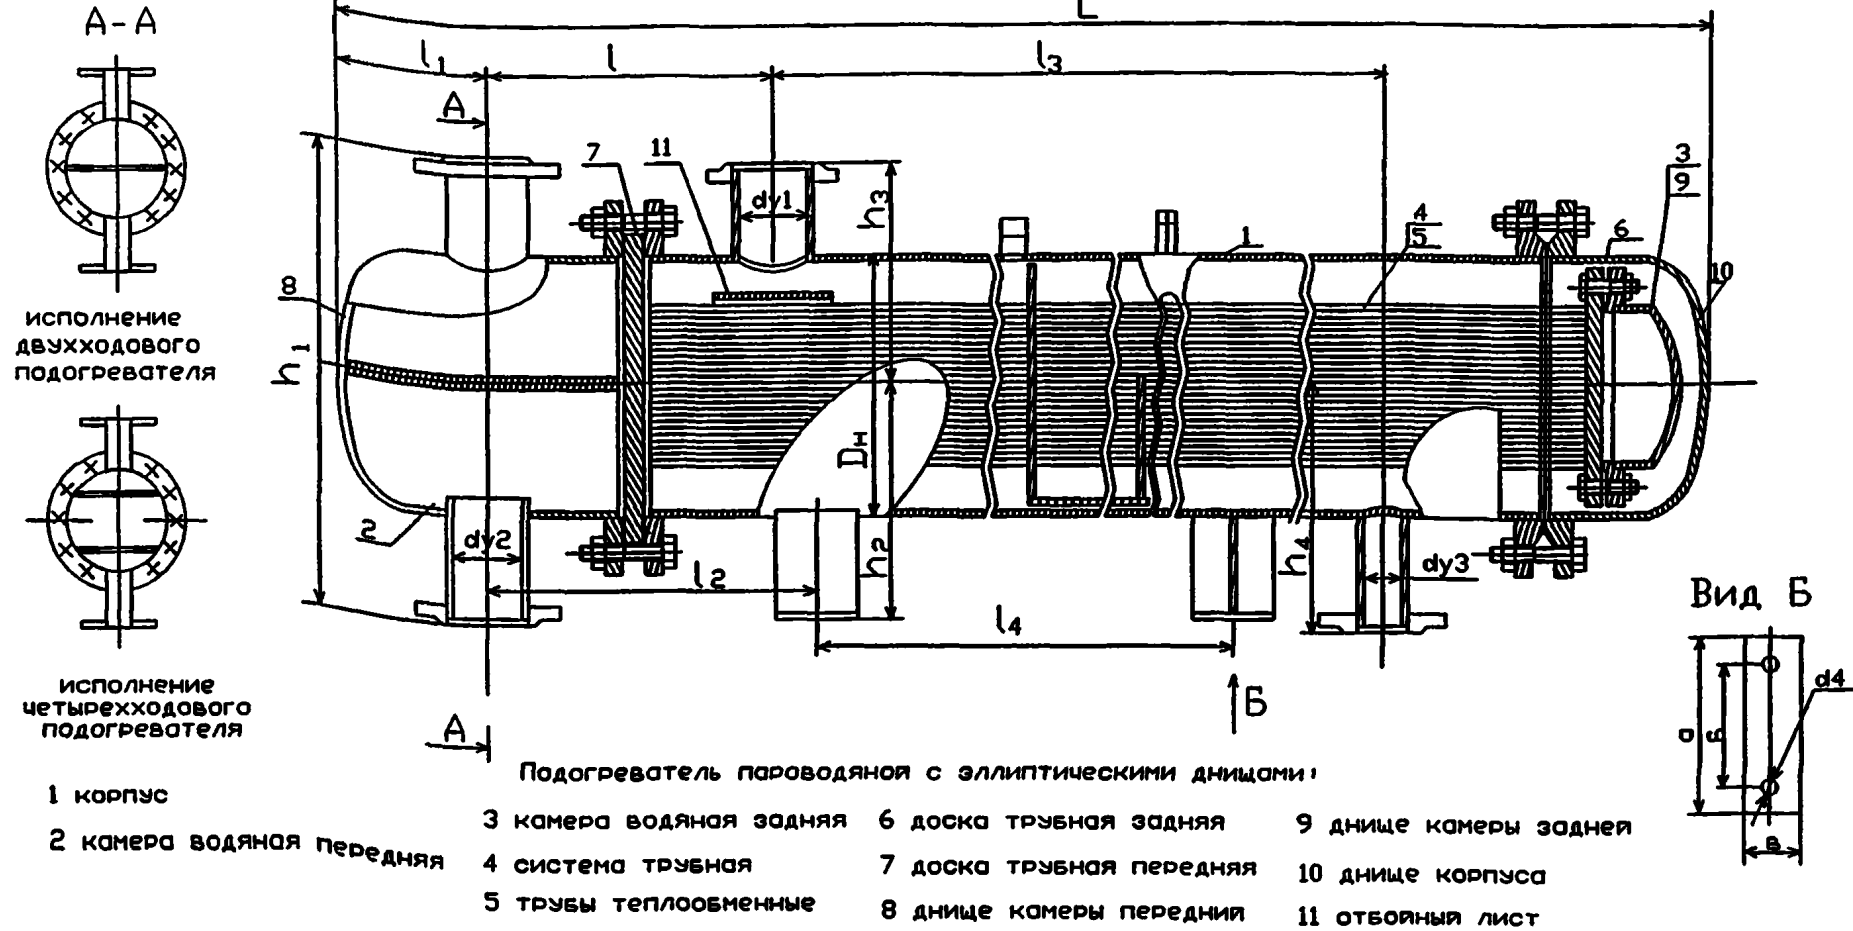 А-А
L
l1
l
l3
А
7
11
3
9
h3
4
5
dy1
1
6
10
8
исполнение
двухходового
подогревателя
h1
Dн
2
dy2
l2
h2
h4
dy3
l4
Вид Б
исполнение
четырехходового
подогревателя
А
Б
d4
а
б
в
Подогреватель пароводяной с эллиптическими днищами:
1 корпус
2 камера водяная передняя
3 камера водяная задняя
4 система трубная
5 трубы теплообменные
6 доска трубная задняя
7 доска трубная передняя
8 днище камеры передний
9 днище камеры задней
10 днище корпуса
11 отбойный лист